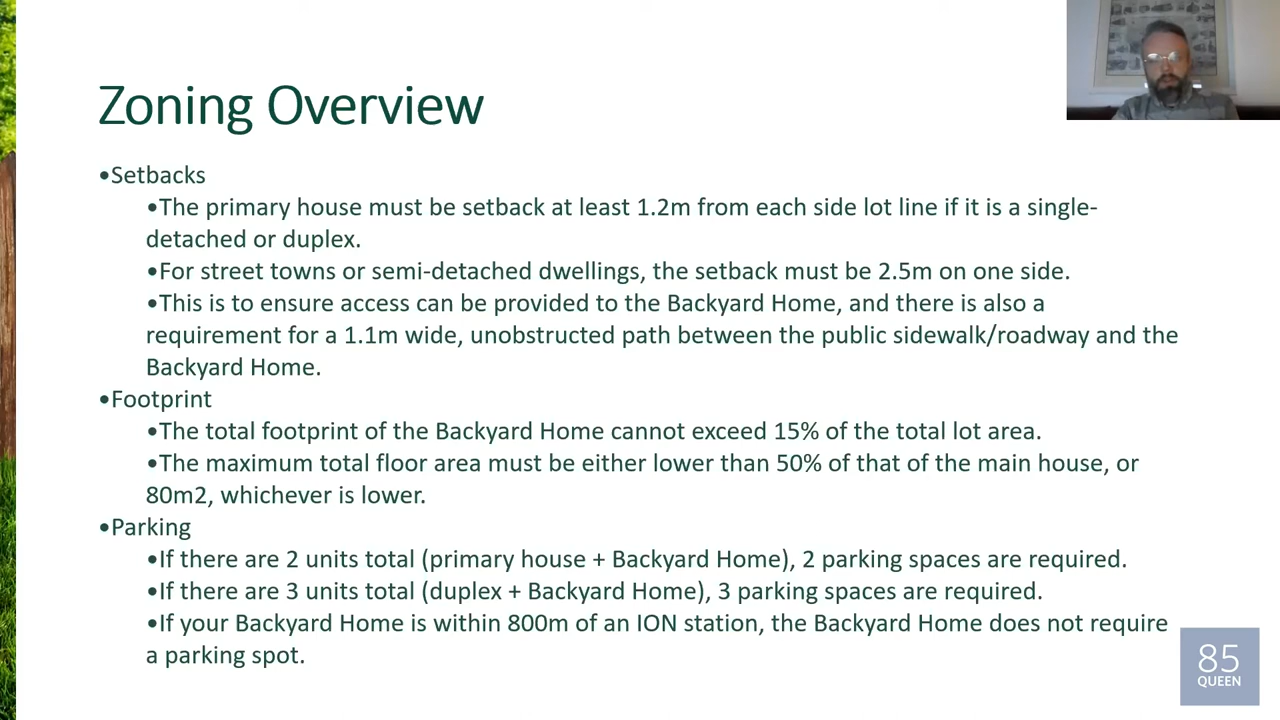 Zoning Overview
•Setbacks
•The primary house must be setback at least 1.2m from each side lot line if it is a single-
detached or duplex.
•For street towns or semi-detached dwellings, the setback must be 2.5m on one side.
•This is to ensure access can be provided to the Backyard Home, and there is also a
requirement for a 1.1m wide, unobstructed path between the public sidewalk/roadway and the
Backyard Home.
•Footprint
•The total footprint of the Backyard Home cannot exceed 15% of the total lot area.
•The maximum total floor area must be either lower than 50% of that of the main house, or
80m2, whichever is lower.
•Parking
•If there are 2 units total (primary house + Backyard Home), 2 parking spaces are required.
•If there are 3 units total (duplex + Backyard Home), 3 parking spaces are required.
•If your Backyard Home is within 800m of an ION station, the Backyard Home does not require
a parking spot.
85
QUEEN